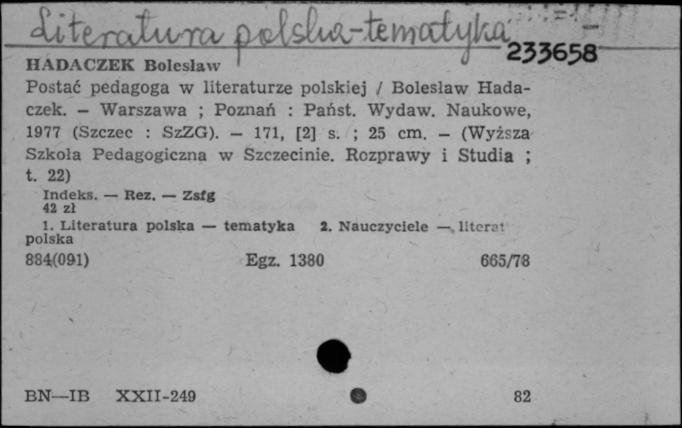 Literatura polska-tematyka
233658
HADACZEK Bolesław
Postać pedagoga w literaturze polskiej / Bolesław Hada-
czek. — Warszawa ; Poznań : Państ. Wydaw. Naukowe,
1977 (Szczec : SzZG). — 171, [2] s. ; 25 cm. — (Wyższa
Szkoła Pedagogiczna w Szczecinie. Rozprawy i Studia ;
t. 22)
Indeks. — Rez. — Zsfg
42 zł
1. Literatura polska — tematyka 2. Nauczyciele —
polska
884(091) Egz. 1380 665/78
BN—IB XXII-249 82